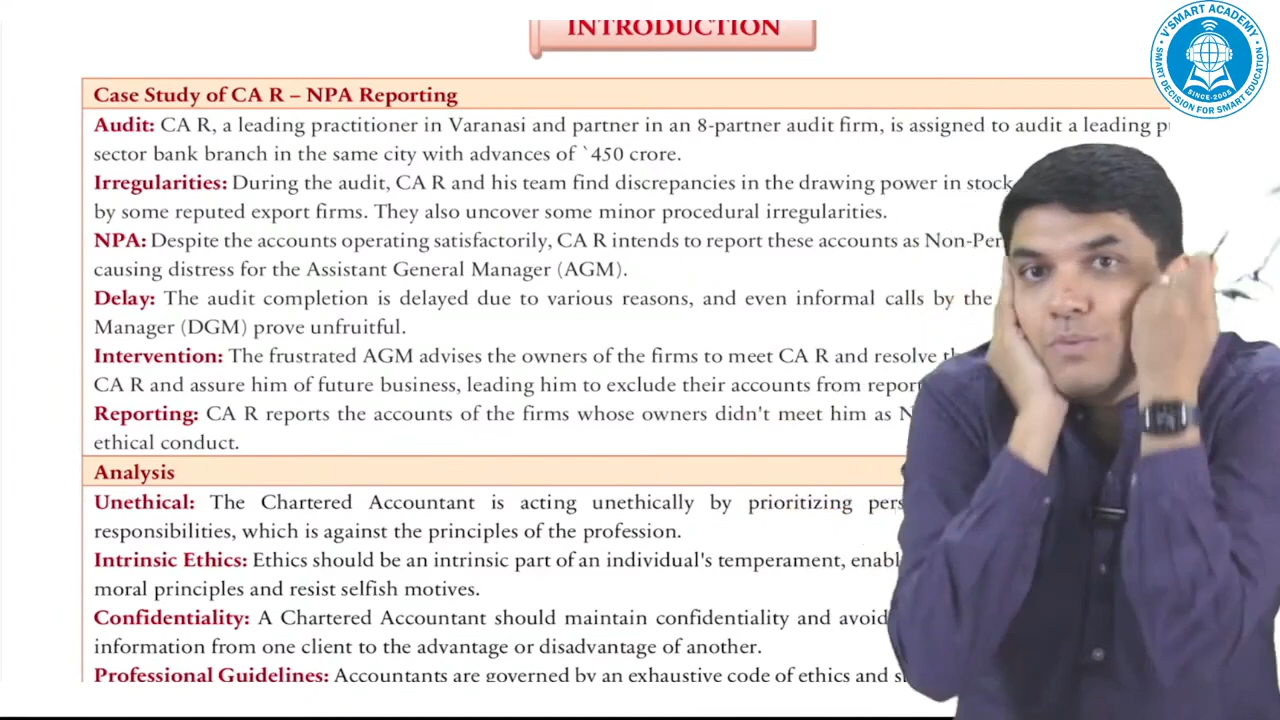 INTRODUCTION
V'SMART ACADEMY
SINCE-2005
SMART DECISION FOR SMART EDUCATION
Case Study of CA R – NPA Reporting
Audit: CA R, a leading practitioner in Varanasi and partner in an 8-partner audit firm, is assigned to audit a leading
sector bank branch in the same city with advances of `450 crore.
Irregularities: During the audit, CA R and his team find discrepancies in the drawing power in stock
by some reputed export firms. They also uncover some minor procedural irregularities.
NPA: Despite the accounts operating satisfactorily, CA R intends to report these accounts as
causing distress for the Assistant General Manager (AGM).
Delay: The audit completion is delayed due to various reasons, and even informal calls by the
Manager (DGM) prove unfruitful.
Intervention: The frustrated AGM advises the owners of the firms to meet CA R and resolve
CA R and assure him of future business, leading him to exclude their accounts from
Reporting: CA R reports the accounts of the firms whose owners didn't meet him as
ethical conduct.
Analysis
Unethical: The Chartered Accountant is acting unethically by prioritizing
responsibilities, which is against the principles of the profession.
Intrinsic Ethics: Ethics should be an intrinsic part of an individual's temperament,
moral principles and resist selfish motives.
Confidentiality: A Chartered Accountant should maintain confidentiality and avoid
information from one client to the advantage or disadvantage of another.
Professional Guidelines: Accountants are governed by an exhaustive code of ethics and